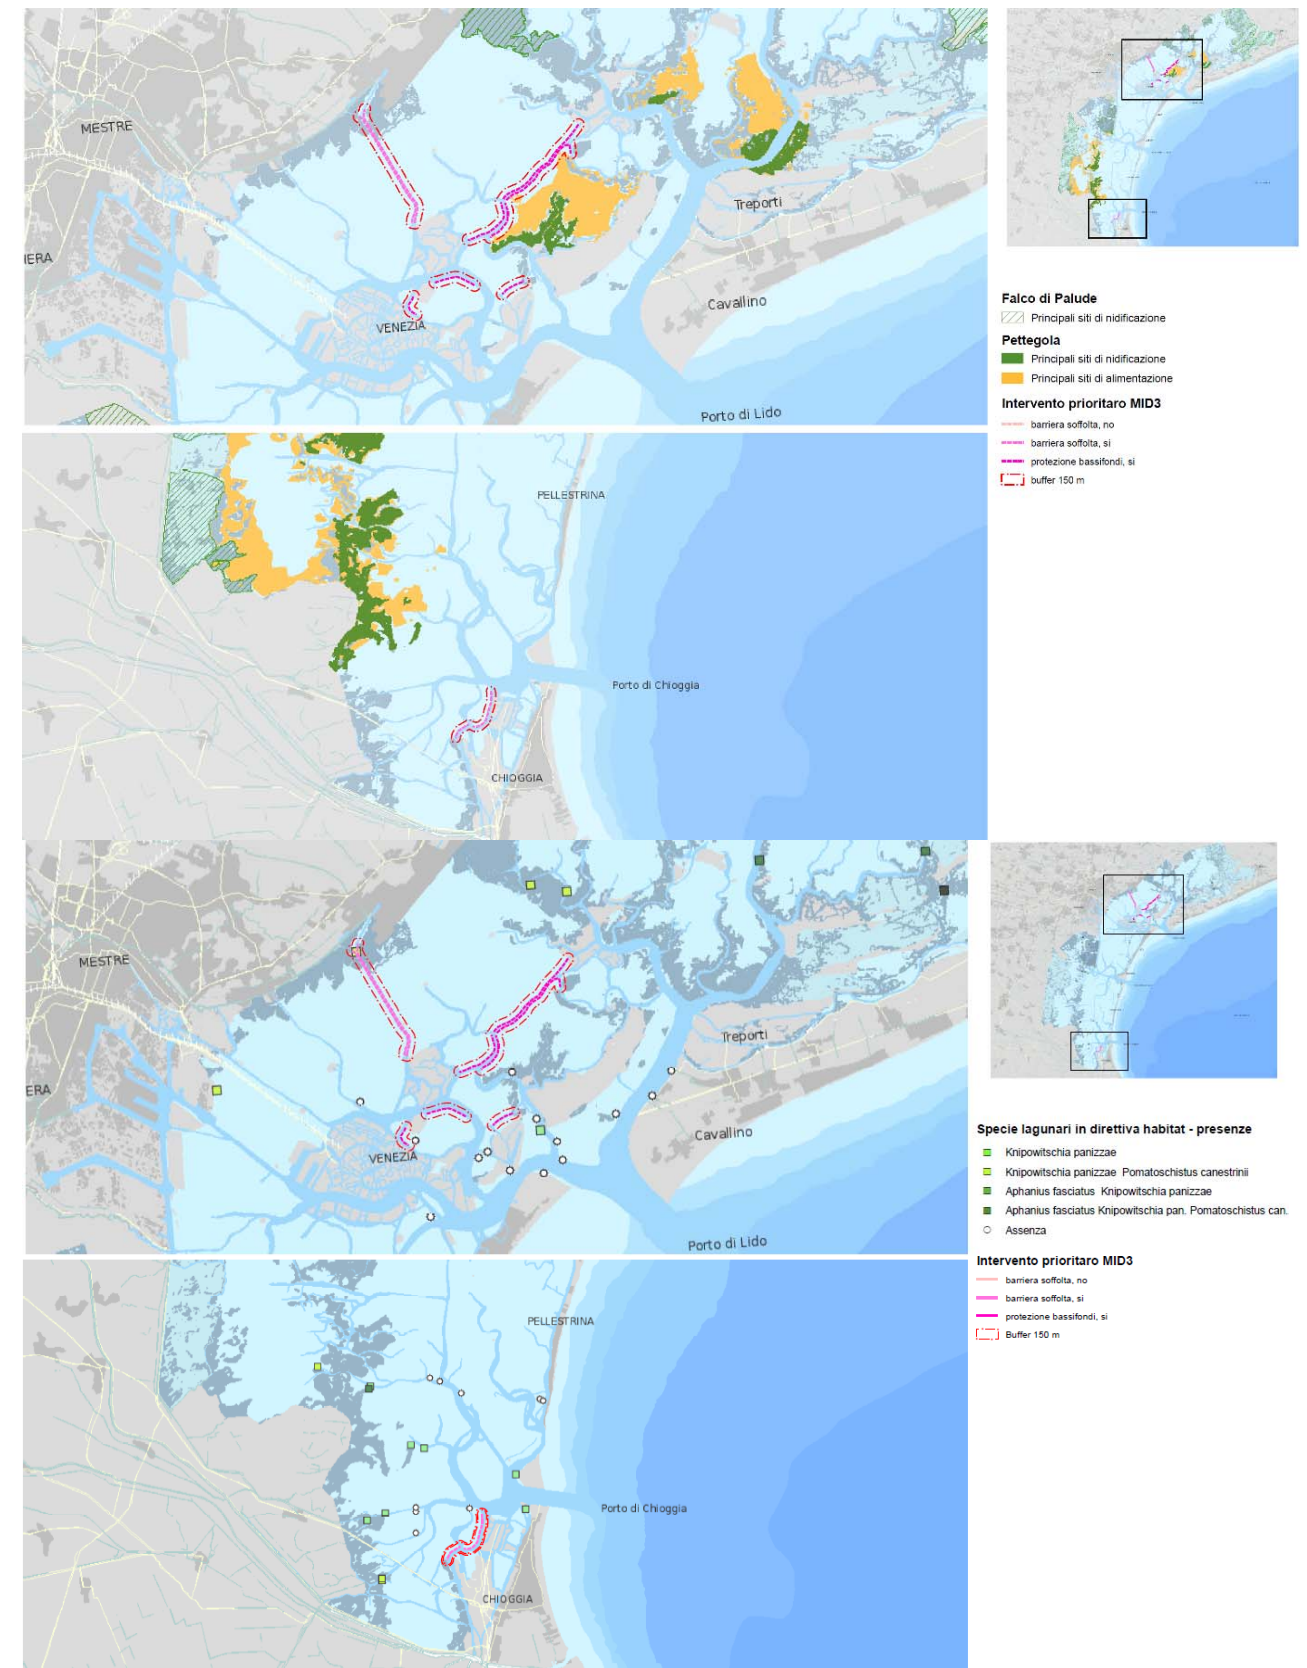 MESTRE
IERA
VENEZIA
Treporti
Cavallino
Porto di Lido
Falco di Palude
Principali siti di nidificazione
Pettegola
Principali siti di nidificazione
Principali siti di alimentazione
Intervento prioritaro MID3
barriera soffolta, no
barriera soffolta, si
protezione bassifondi, si
buffer 150 m
PELLESTRINA
Porto di Chioggia
CHIOGGIA
MESTRE
ERA
VENEZIA
Treporti
Cavallino
Porto di Lido
Specie lagunari in direttiva habitat - presenze
Knipowitschia panizzae
Knipowitschia panizzae Pomatoschistus canestrinii
Aphanius fasciatus Knipowitschia panizzae
Aphanius fasciatus Knipowitschia pan. Pomatoschistus can.
Assenza
Intervento prioritaro MID3
barriera soffolta, no
barriera soffolta, si
protezione bassifondi, si
Buffer 150 m
PELLESTRINA
Porto di Chioggia
CHIOGGIA